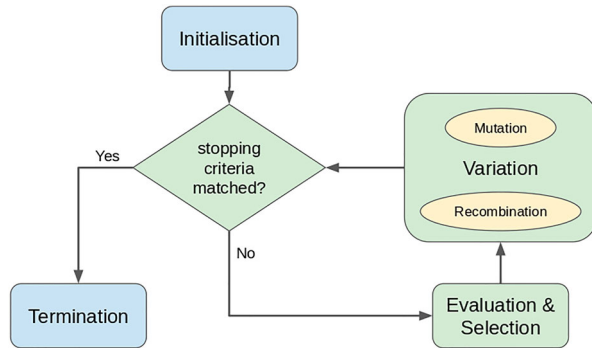 Initialisation
stopping
criteria
matched?
Yes
No
Mutation
Variation
Recombination
Termination
Evaluation &
Selection